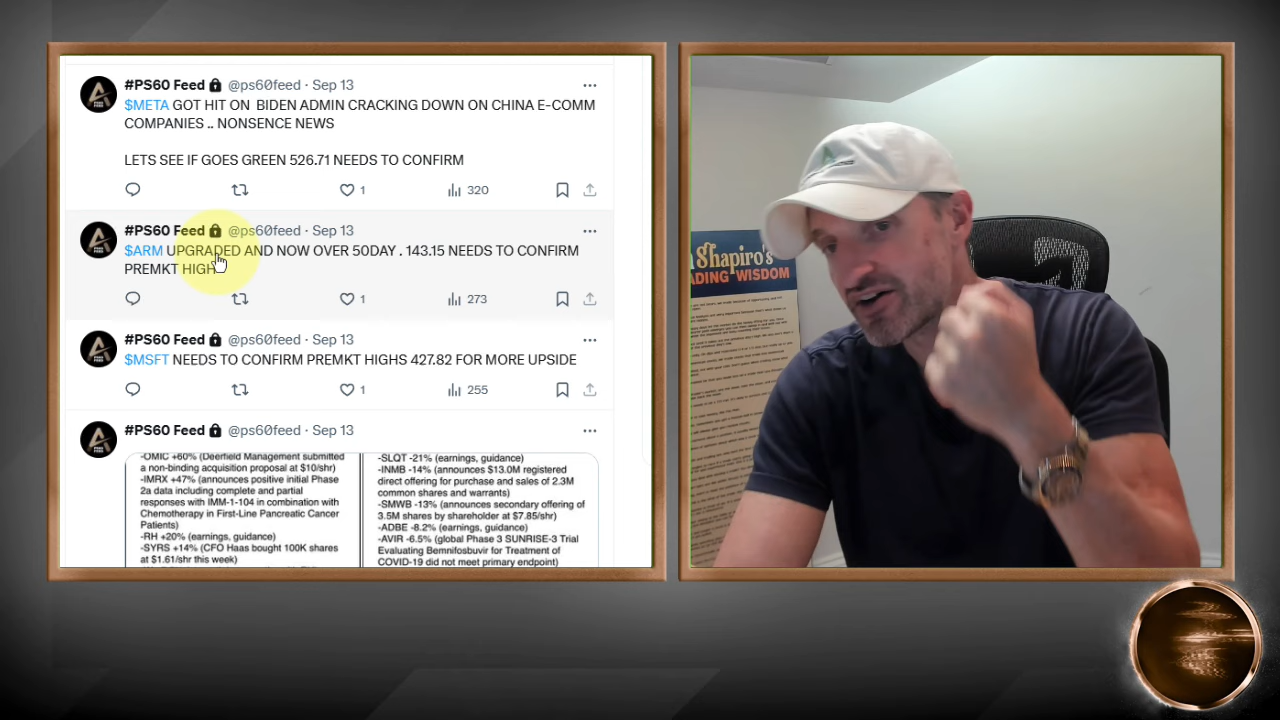 #PS60 Feed @ps60feed · Sep 13
$META GOT HIT ON BIDEN ADMIN CRACKING DOWN ON CHINA E-COMM
COMPANIES .. NONSENCE NEWS
LETS SEE IF GOES GREEN 526.71 NEEDS TO CONFIRM
1 320
#PS60 Feed @ps60feed · Sep 13
$ARM UPGRADED AND NOW OVER 50DAY . 143.15 NEEDS TO CONFIRM
PREMKT HIGH
1 273
#PS60 Feed @ps60feed · Sep 13
$MSFT NEEDS TO CONFIRM PREMKT HIGHS 427.82 FOR MORE UPSIDE
1 255
#PS60 Feed @ps60feed · Sep 13
-OMIC +60% (Deerfield Management submitted
a non-binding acquisition proposal at $10/shr)
-IMRX +47% (announces positive initial Phase
2a data including complete and partial
responses with IMM-1-104 in combination with
Chemotherapy in First-Line Pancreatic Cancer
Patients)
-RH +20% (earnings, guidance)
-SYRS +14% (CFO Haas bought 100K shares
at $1.61/shr this week)
-SLQT -21% (earnings, guidance)
-INMB -14% (announces $13.0M registered
direct offering for purchase and sales of 2.3M
common shares and warrants)
-SMWB -13% (announces secondary offering of
3.5M shares by shareholder at $7.85/shr)
-ADBE -8.2% (earnings, guidance)
-AVIR -6.5% (global Phase 3 SUNRISE-3 Trial
Evaluating Bemnifosbuvir for Treatment of
COVID-19 did not meet primary endpoint)
Shapiro's
ADING WISDOM